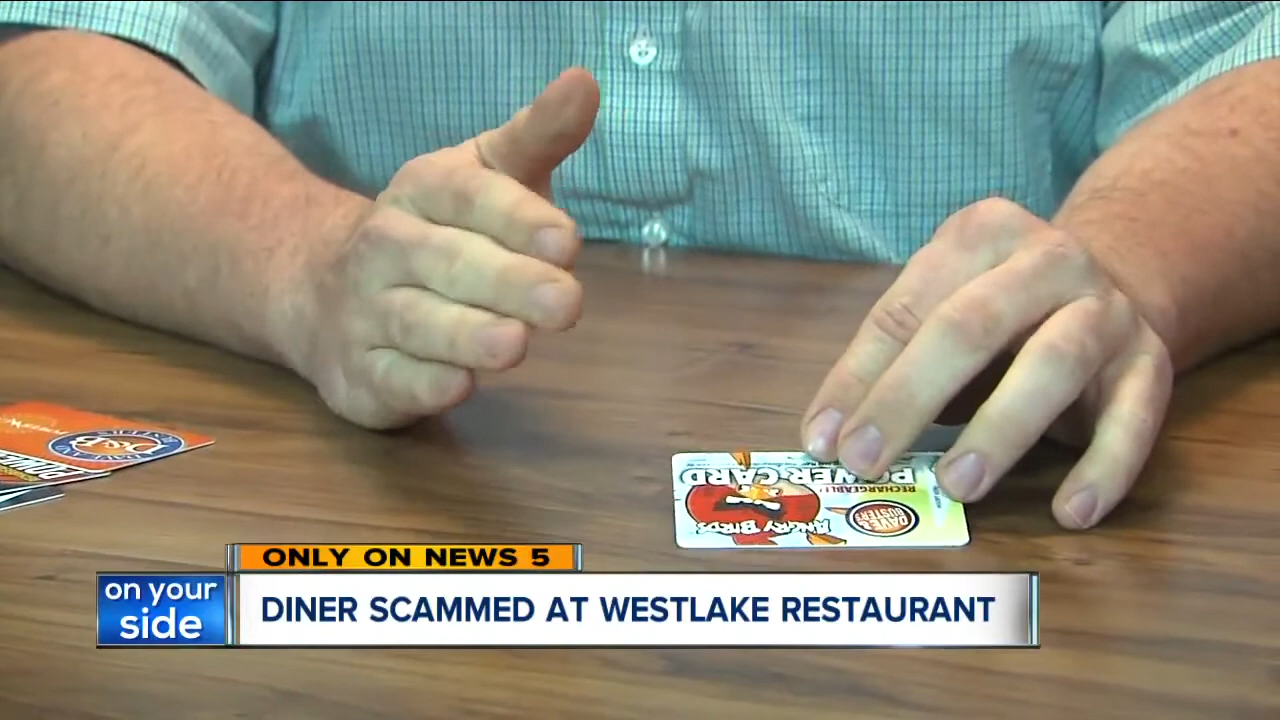 D&B
POWER
POWER CARD
RECHARGEABLE!
DAVE & BUSTER'S
ANGRY BIRDS
ONLY ON NEWS 5
on your
side
DINER SCAMMED AT WESTLAKE RESTAURANT